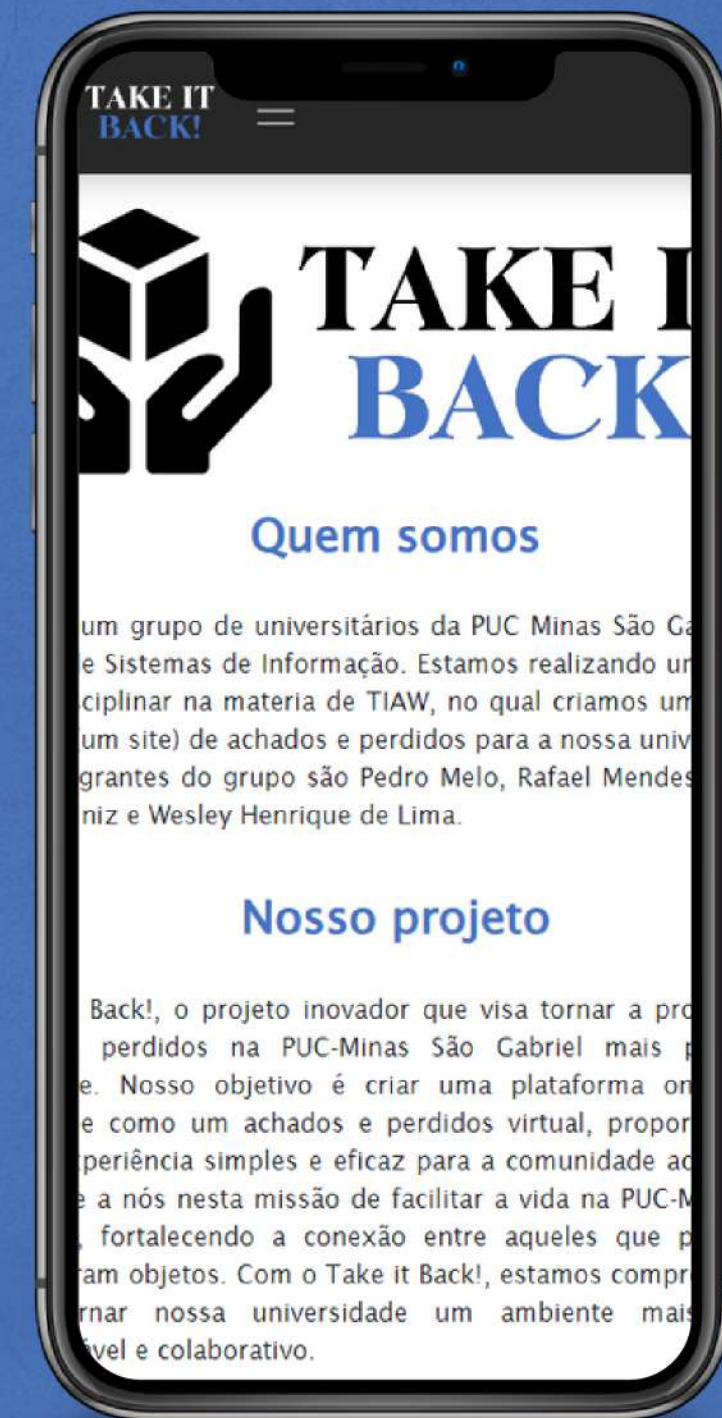 TAKE IT
BACK!
TAKE I
BACK
Quem somos
um grupo de universitários da PUC Minas São
e Sistemas de Informação. Estamos realizando
ciplinar na materia de TIAW, no qual criamos um
um site) de achados e perdidos para a nossa univ
grantes do grupo são Pedro Melo, Rafael Mendes
niz e Wesley Henrique de Lima.
Nosso projeto
Back!, o projeto inovador que visa tornar a
perdidos na PUC-Minas São Gabriel mais
e. Nosso objetivo é criar uma plataforma on
e como um achados e perdidos virtual, propor
periência simples e eficaz para a comunidade
e a nós nesta missão de facilitar a vida na PUC-M
, fortalecendo a conexão entre aqueles que p
ram objetos. Com o Take it Back!, estamos compr
rnar nossa universidade um ambiente mais
vel e colaborativo.